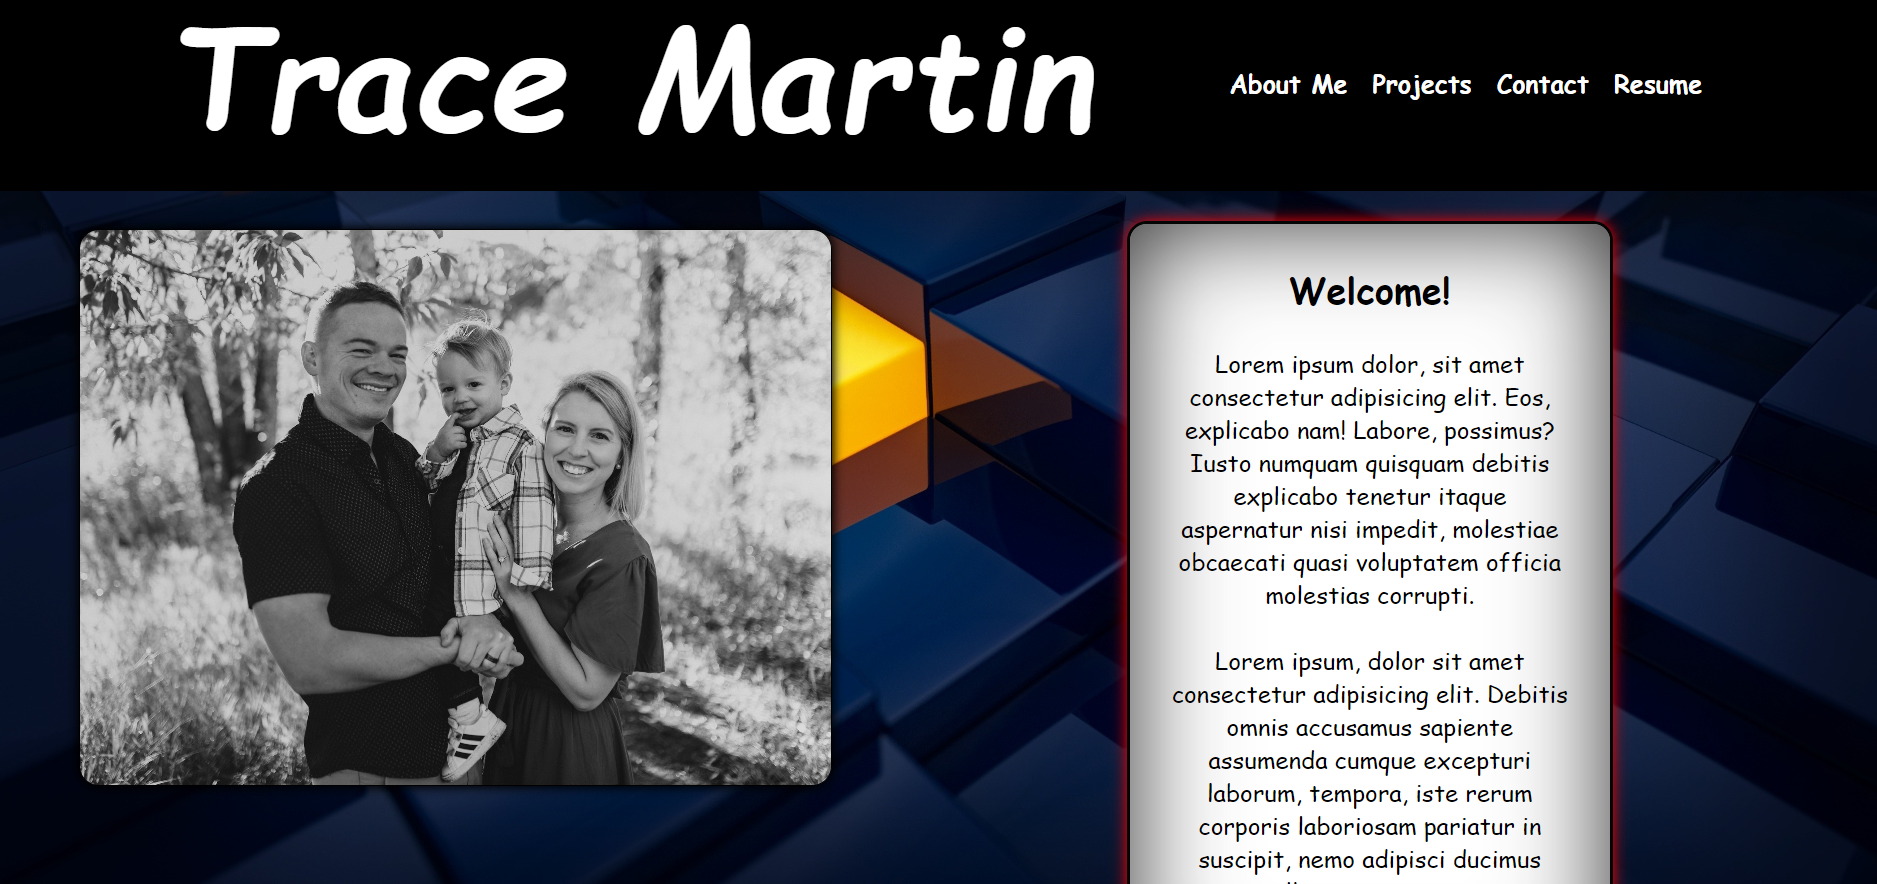 Trace Martin
About Me Projects Contact Resume
Welcome!
Lorem ipsum dolor, sit amet
consectetur adipisicing elit. Eos,
explicabo nam! Labore, possimus?
Iusto numquam quisquam debitis
explicabo tenetur itaque
aspernatur nisi impedit, molestiae
obcaecati quasi voluptatem officia
molestias corrupti.
Lorem ipsum, dolor sit amet
consectetur adipisicing elit. Debitis
omnis accusamus sapiente
assumenda cumque excepturi
laborum, tempora, iste rerum
corporis laboriosam pariatur in
suscipit, nemo adipisci ducimus